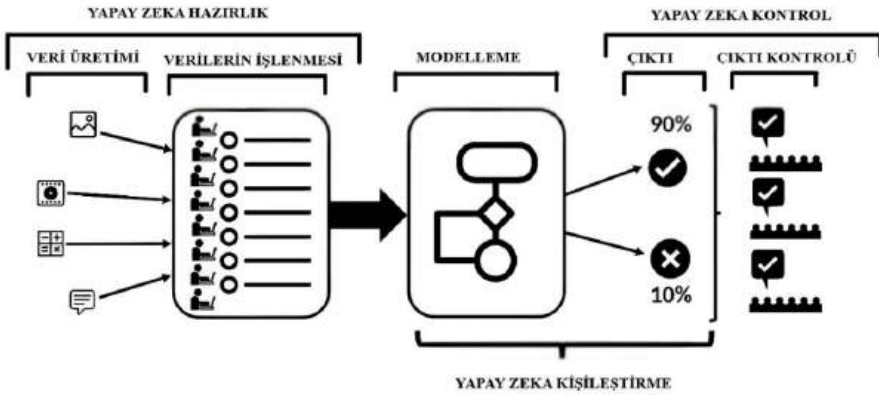 YAPAY ZEKA HAZIRLIK
YAPAY ZEKA KONTROL
VERİ ÜRETİMİ
VERİLERİN İŞLENMESİ
MODELLEME
ÇIKTI
ÇIKTI KONTROLÜ
90%
10%
YAPAY ZEKA KİŞİLEŞTİRME